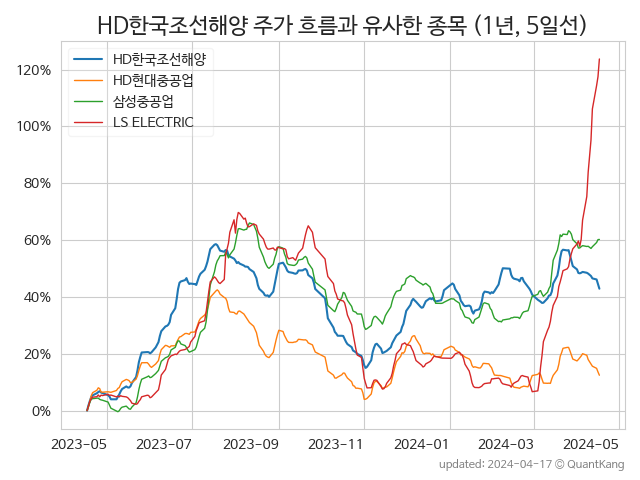 HD한국조선해양 주가 흐름과 유사한 종목 (1년, 5일선)
HD한국조선해양
HD현대중공업
삼성중공업
LS ELECTRIC
120%
100%
80%
60%
40%
20%
0%
2023-05 2023-07 2023-09 2023-11 2024-01 2024-03 2024-05
updated: 2024-04-17 © QuantKang